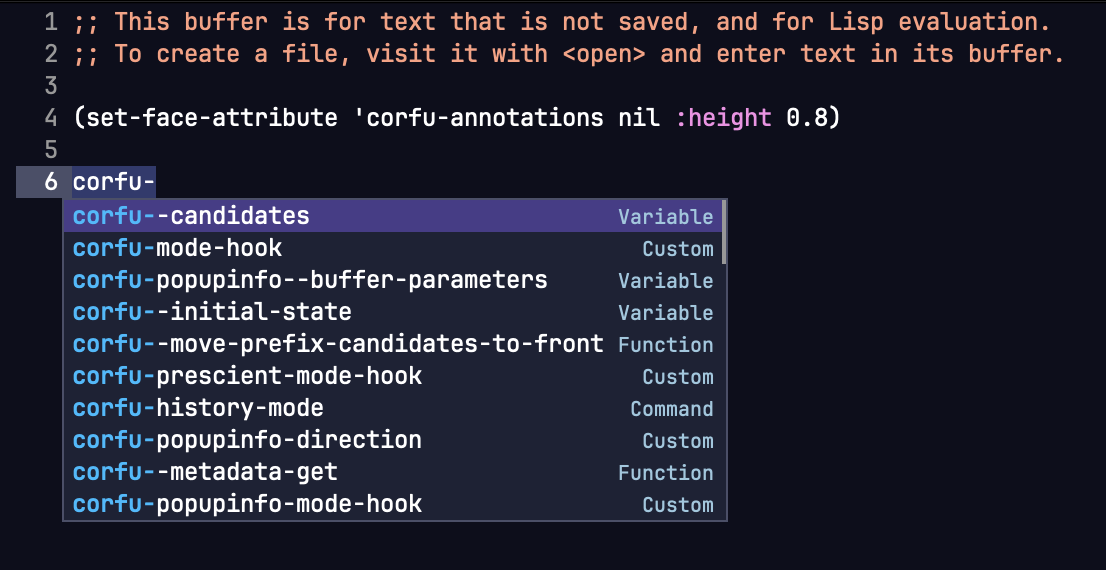 1 ;; This buffer is for text that is not saved, and for Lisp evaluation.
2 ;; To create a file, visit it with <open> and enter text in its buffer.
3
4 (set-face-attribute 'corfu-annotations nil :height 0.8)
5
6 corfu-
corfu--candidates Variable
corfu-mode-hook Custom
corfu-popupinfo--buffer-parameters Variable
corfu--initial-state Variable
corfu--move-prefix-candidates-to-front Function
corfu-prescient-mode-hook Custom
corfu-history-mode Command
corfu-popupinfo-direction Custom
corfu--metadata-get Function
corfu-popupinfo-mode-hook Custom